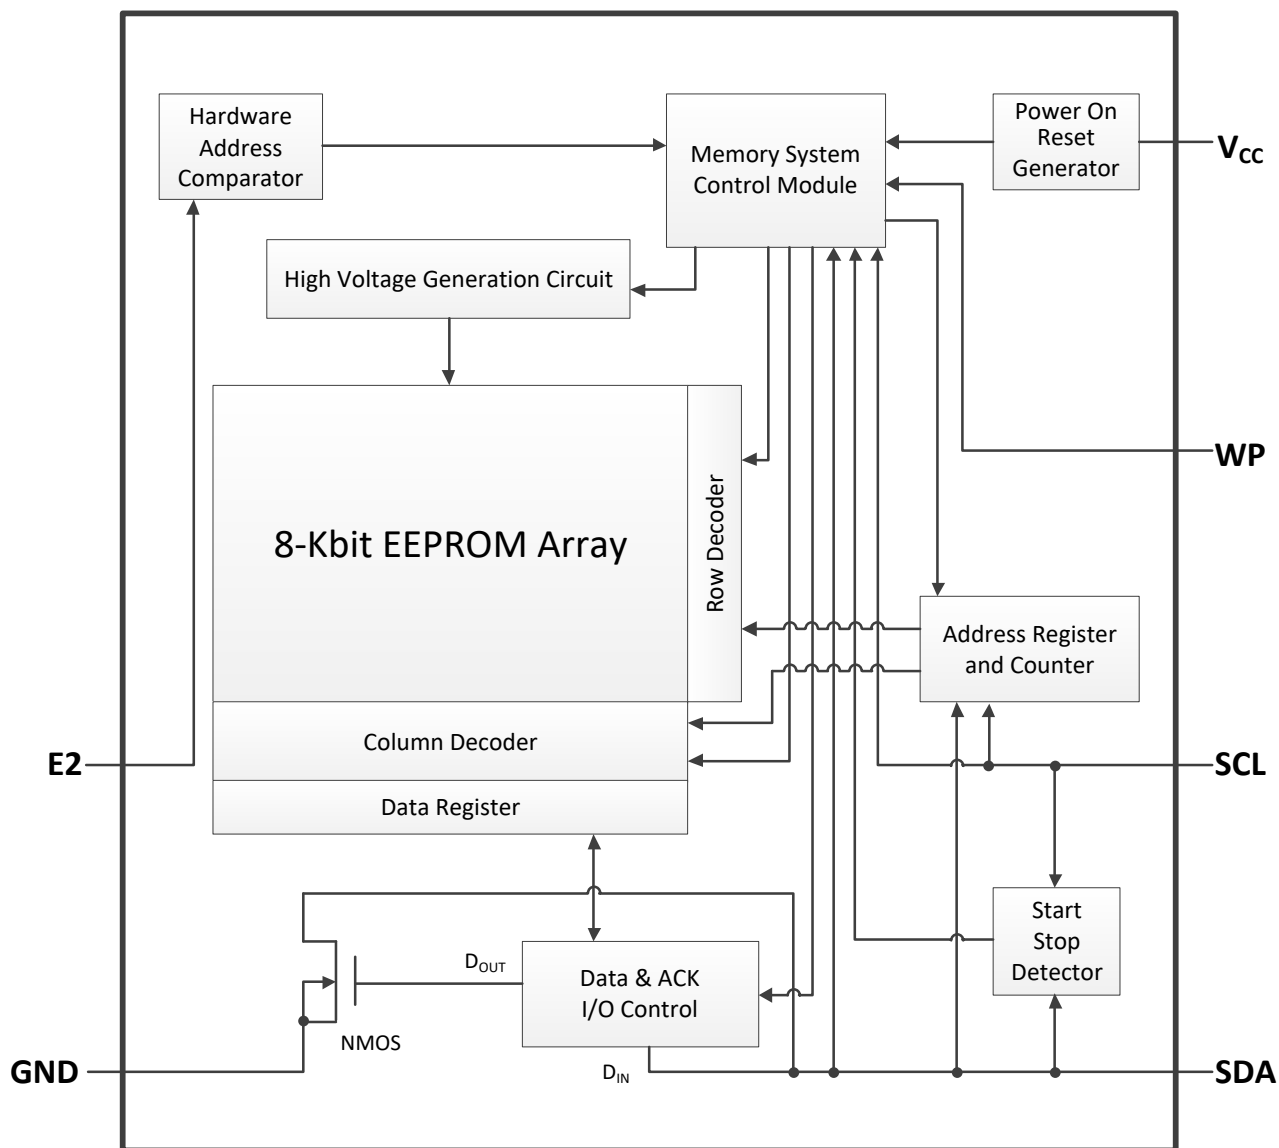 Hardware
Address
Comparator
Memory System
Control Module
Power On
Reset
Generator
VCC
High Voltage Generation Circuit
WP
8-Kbit EEPROM Array
Row Decoder
Address Register
and Counter
Column Decoder
E2
SCL
Data Register
Start
Stop
Detector
DOUT
Data & ACK
I/O Control
NMOS
GND
DIN
SDA